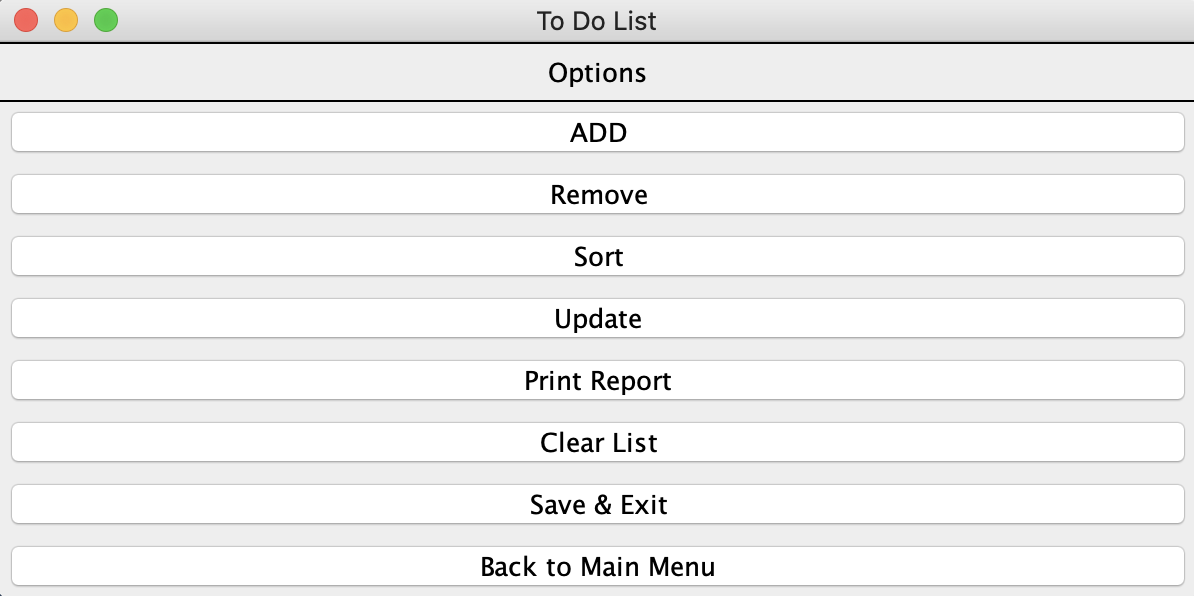 To Do List
Options
ADD
Remove
Sort
Update
Print Report
Clear List
Save & Exit
Back to Main Menu